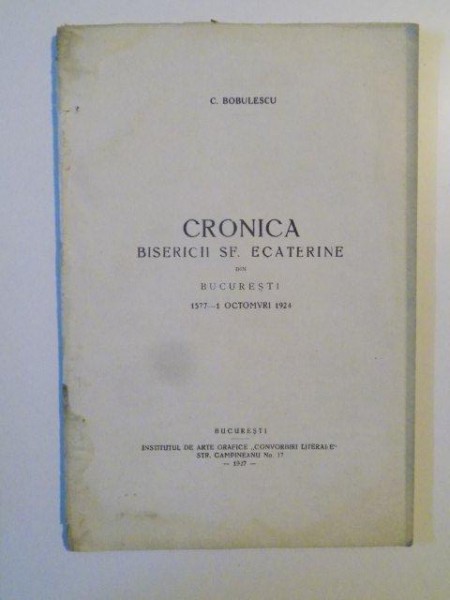 C. BOBULESCU
CRONICA
BISERICII SF. ECATERINE
DIN
BUCUREȘTI
1577—1 OCTOMVRI 1924
BUCUREȘTI
INSTITUTUL DE ARTE GRAFICE „CONVORBIRI LITERARE"
STR. CAMPINEANU No. 17
— 1927 —